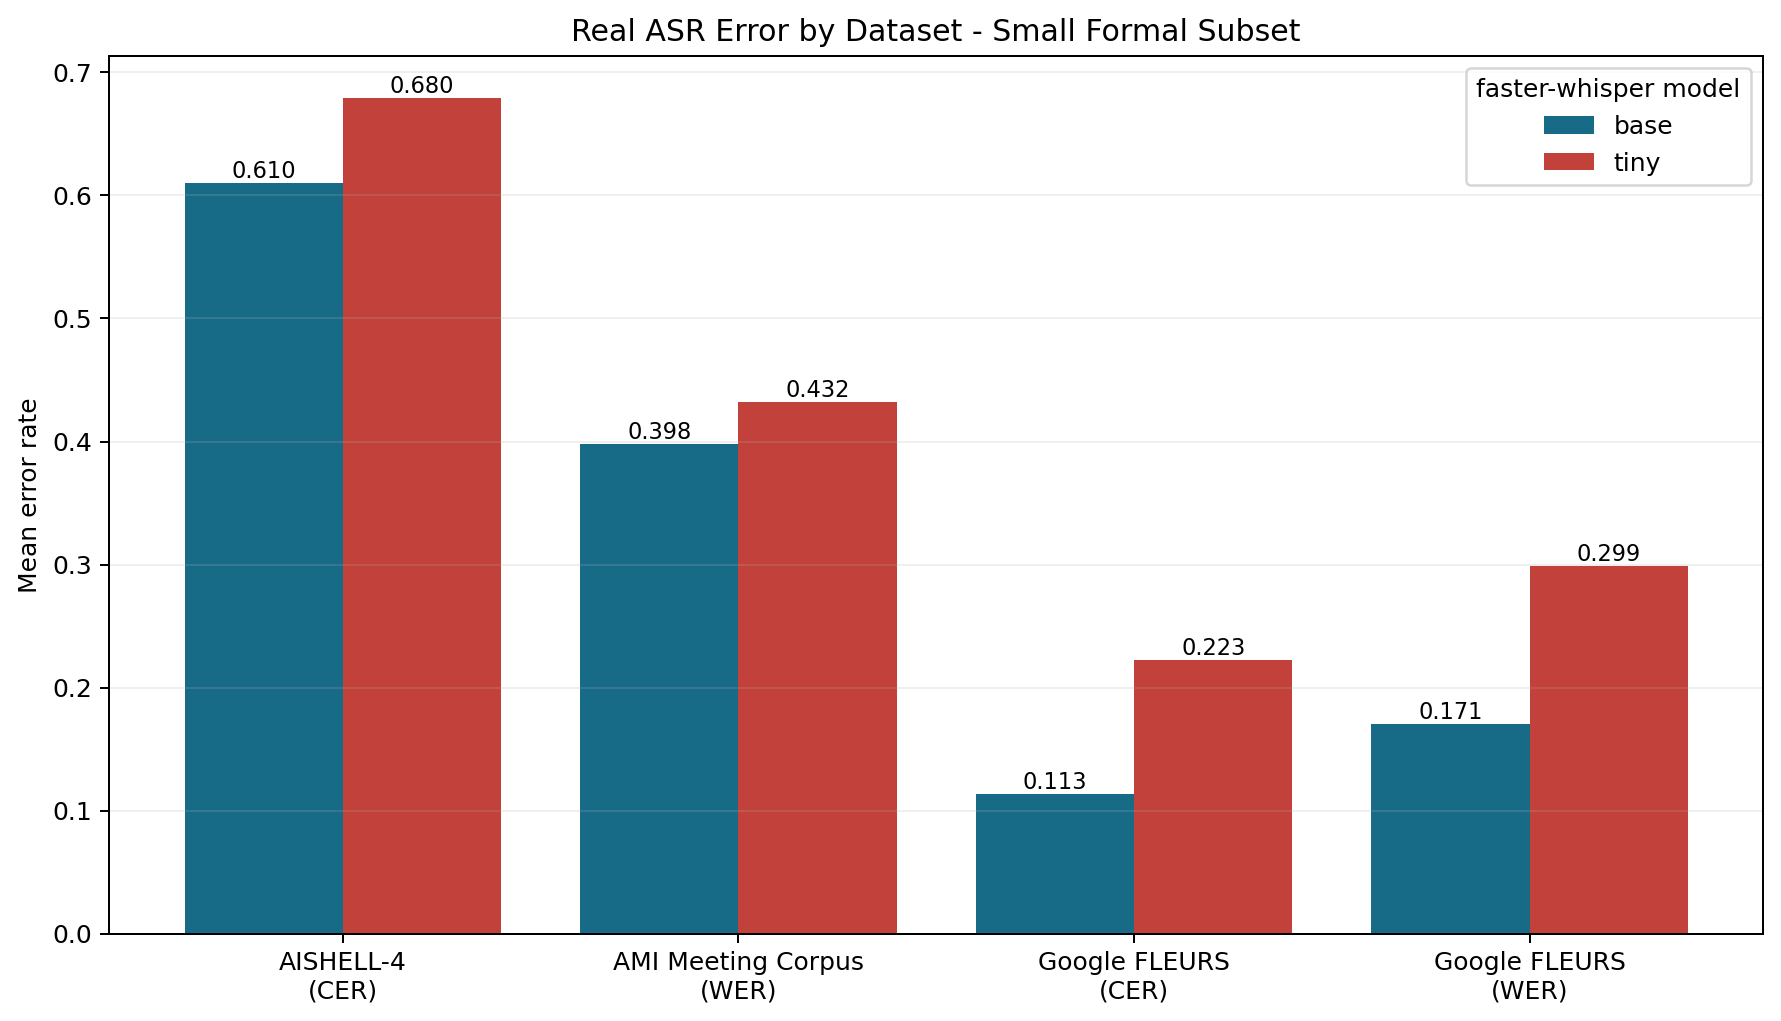 Real ASR Error by Dataset - Small Formal Subset
faster-whisper model
base
tiny
Mean error rate
0.7
0.6
0.5
0.4
0.3
0.2
0.1
0.0
0.610
0.680
0.398
0.432
0.113
0.223
0.171
0.299
AISHELL-4
(CER)
AMI Meeting Corpus
(WER)
Google FLEURS
(CER)
Google FLEURS
(WER)